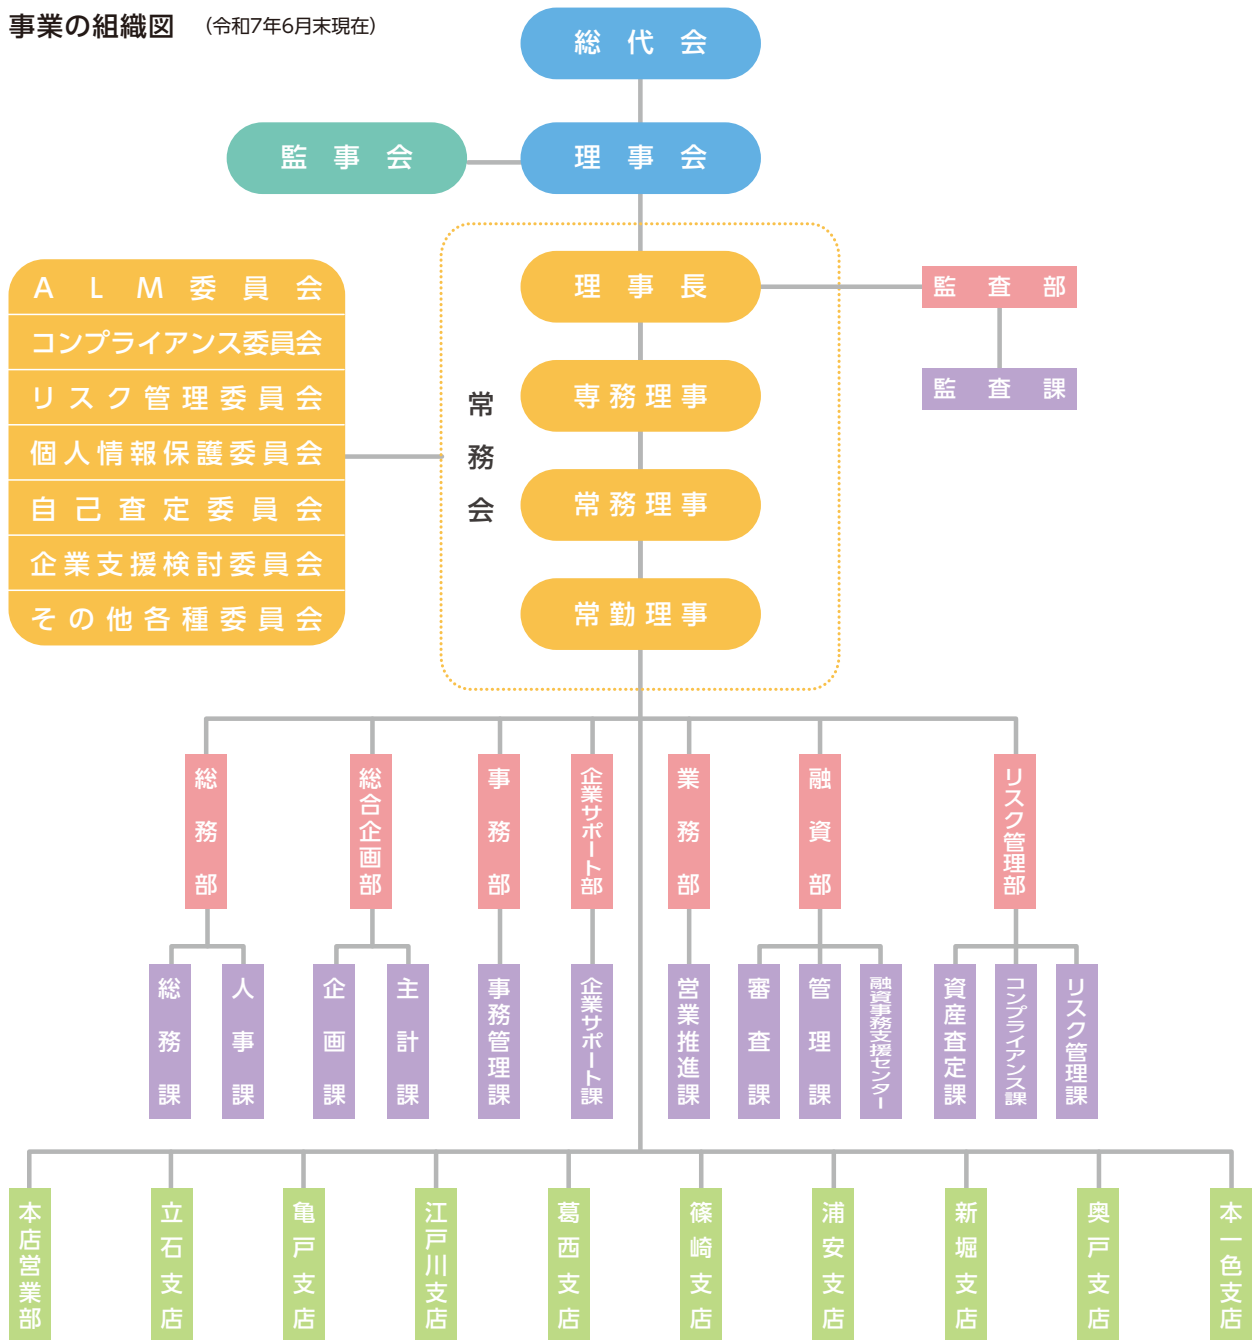 事業の組織図 （令和7年6月末現在）
総代会
監事会
理事会
ALM委員会
コンプライアンス委員会
リスク管理委員会
個人情報保護委員会
自己査定委員会
企業支援検討委員会
その他各種委員会
常務会
理事長
専務理事
常務理事
常勤理事
監査部
監査課
総務部
総合企画部
事務部
企業サポート部
業務部
融資部
リスク管理部
総務課
人事課
企画課
主計課
事務管理課
企業サポート課
営業推進課
審査課
管理課
融資事務支援センター
資産査定課
コンプライアンス課
リスク管理課
本店営業部
立石支店
亀戸支店
江戸川支店
葛西支店
篠崎支店
浦安支店
新堀支店
奥戸支店
本一色支店